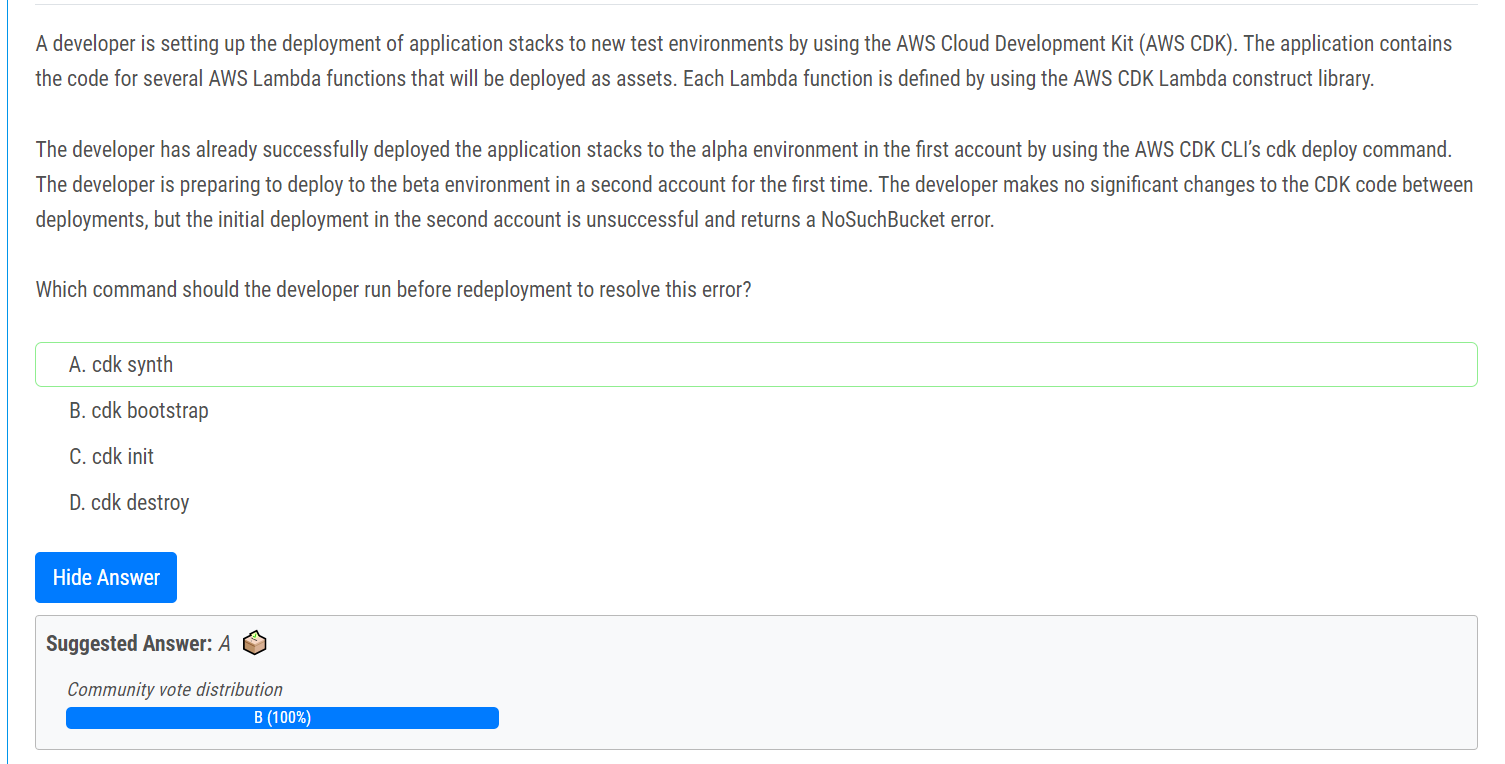 A developer is setting up the deployment of application stacks to new test environments by using the AWS Cloud Development Kit (AWS CDK). The application contains
the code for several AWS Lambda functions that will be deployed as assets. Each Lambda function is defined by using the AWS CDK Lambda construct library.
The developer has already successfully deployed the application stacks to the alpha environment in the first account by using the AWS CDK CLI’s cdk deploy command.
The developer is preparing to deploy to the beta environment in a second account for the first time. The developer makes no significant changes to the CDK code between
deployments, but the initial deployment in the second account is unsuccessful and returns a NoSuchBucket error.
Which command should the developer run before redeployment to resolve this error?
A. cdk synth
B. cdk bootstrap
C. cdk init
D. cdk destroy
Hide Answer
Suggested Answer: A
Community vote distribution
B (100%)